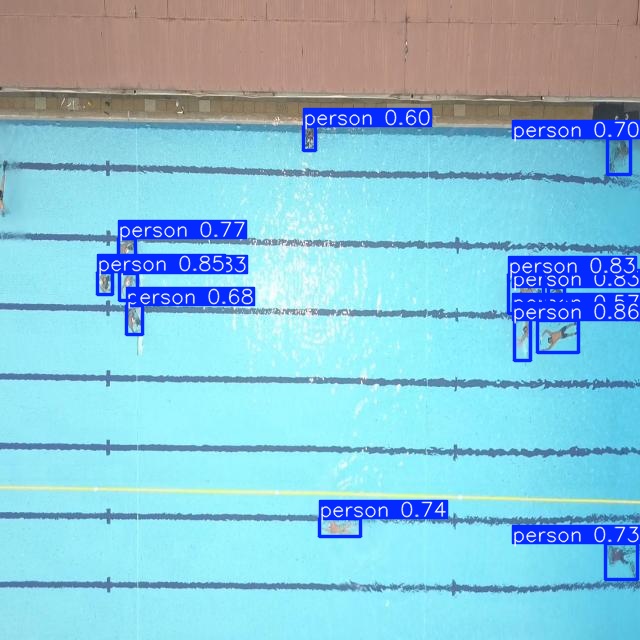 person 0.60
person 0.70
person 0.77
person 0.85
person 0.68
person 0.83
person 0.86
person 0.74
person 0.73